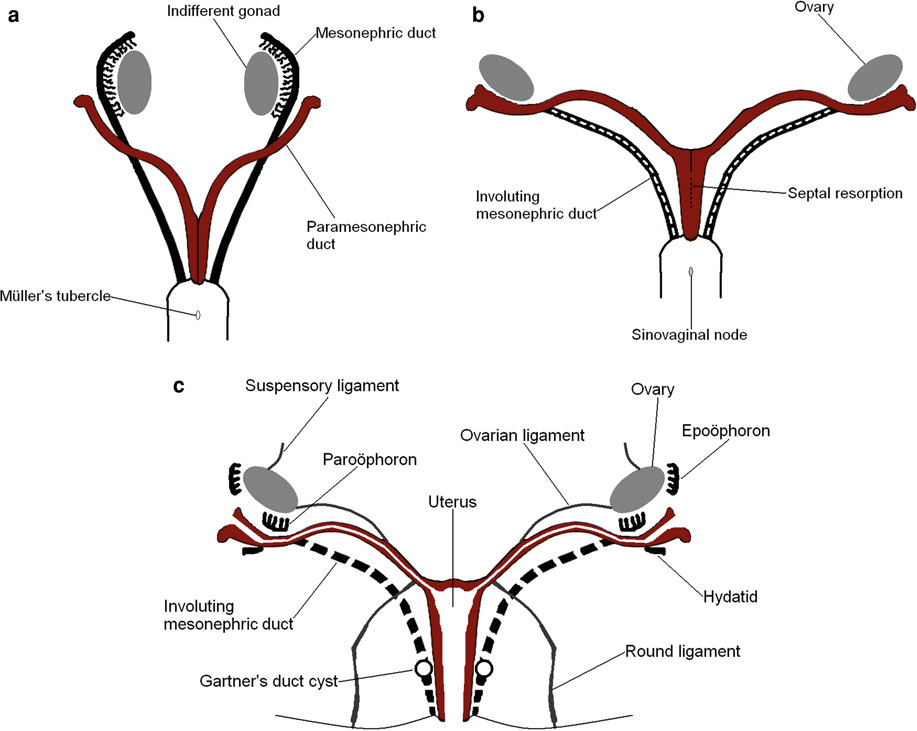 a
Indifferent gonad
Mesonephric duct
Paramesonephric
duct
Müller's tubercle
b
Ovary
Involuting
mesonephric duct
Septal resorption
Sinovaginal node
c
Suspensory ligament
Ovary
Epoöphoron
Ovarian ligament
Paroöphoron
Uterus
Involuting
mesonephric duct
Hydatid
Round ligament
Gartner's duct cyst